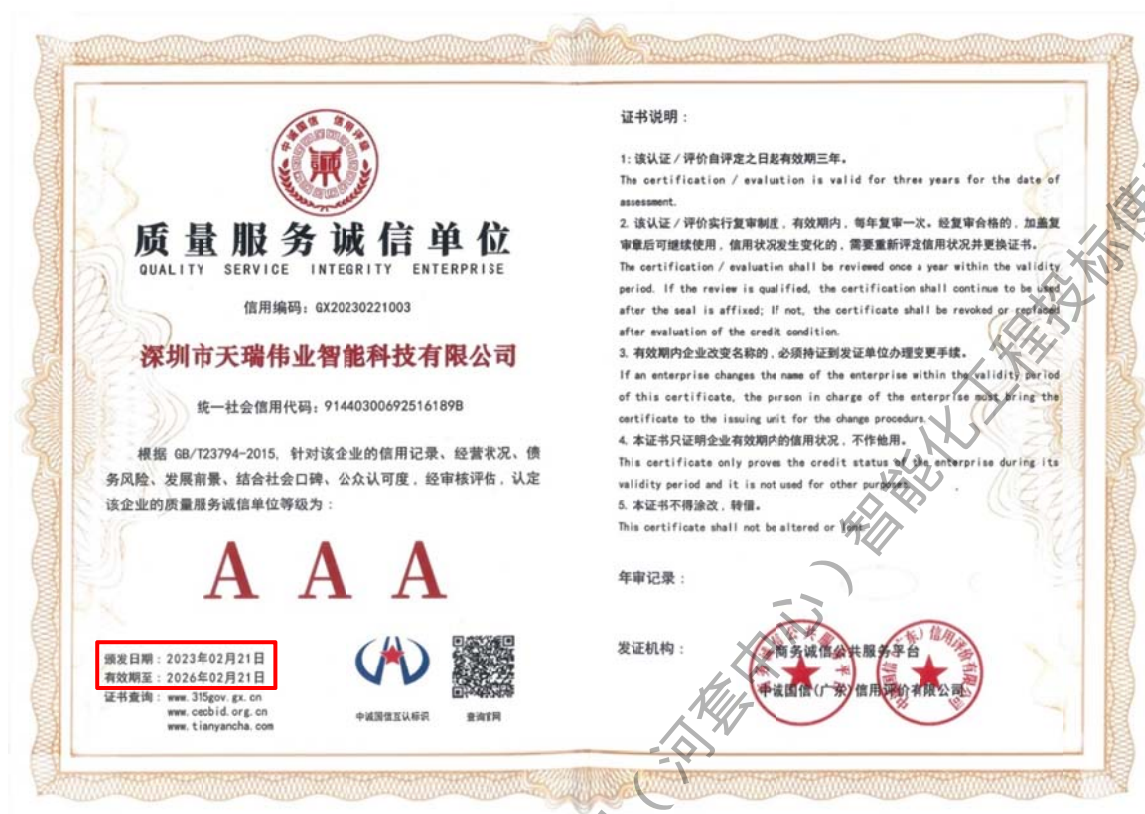 中诚国信 信用评级
誠
质量服务诚信单位
QUALITY SERVICE INTEGRITY ENTERPRISE
信用编码：GX20230221003
深圳市天瑞伟业智能科技有限公司
统一社会信用代码：91440300692516189B
根据 GB/T23794-2015，针对该企业的信用记录、经营状况、债
务风险、发展前景、结合社会口碑、公众认可度，经审核评估，认定
该企业的质量服务诚信单位等级为：
A A A
颁发日期：2023年02月21日
有效期至：2026年02月21日
证书查询：www.315gov.gx.cn
www.cecbid.org.cn
www.tianyancha.com
中诚国信互认标识
查询官网
证书说明：
1：该认证／评价自评定之日起有效期三年。
The certification / evaluation is valid for three years for the date of
assessment.
2. 该认证／评价实行复审制度，有效期内，每年复审一次。经复审合格的，加盖复
审章后可继续使用，信用状况发生变化的，需要重新评定信用状况并更换证书。
The certification / evaluatin shall be reviewed once a year within the validity
period. If the review is qualified, the certification shall continue to be used
after the seal is affixed; If not, the certificate shall be revoked or replaced
after evaluation of the credit condition.
3. 有效期内企业改变名称的，必须持证到发证单位办理变更手续。
If an enterprise changes the name of the enterprise within the validity period
of this certificate, the person in charge of the enterprise must bring the
certificate to the issuing unit for the change procedure.
4. 本证书只证明企业有效期内的信用状况，不作他用。
This certificate only proves the credit status of the enterprise during its
validity period and it is not used for other purposes.
5. 本证书不得涂改，转借。
This certificate shall not be altered or lent.
年审记录：
发证机构：
商务诚信公共服务平台
中诚国信(广东)信用评价有限公司
（河套中心）智能化工程投标使